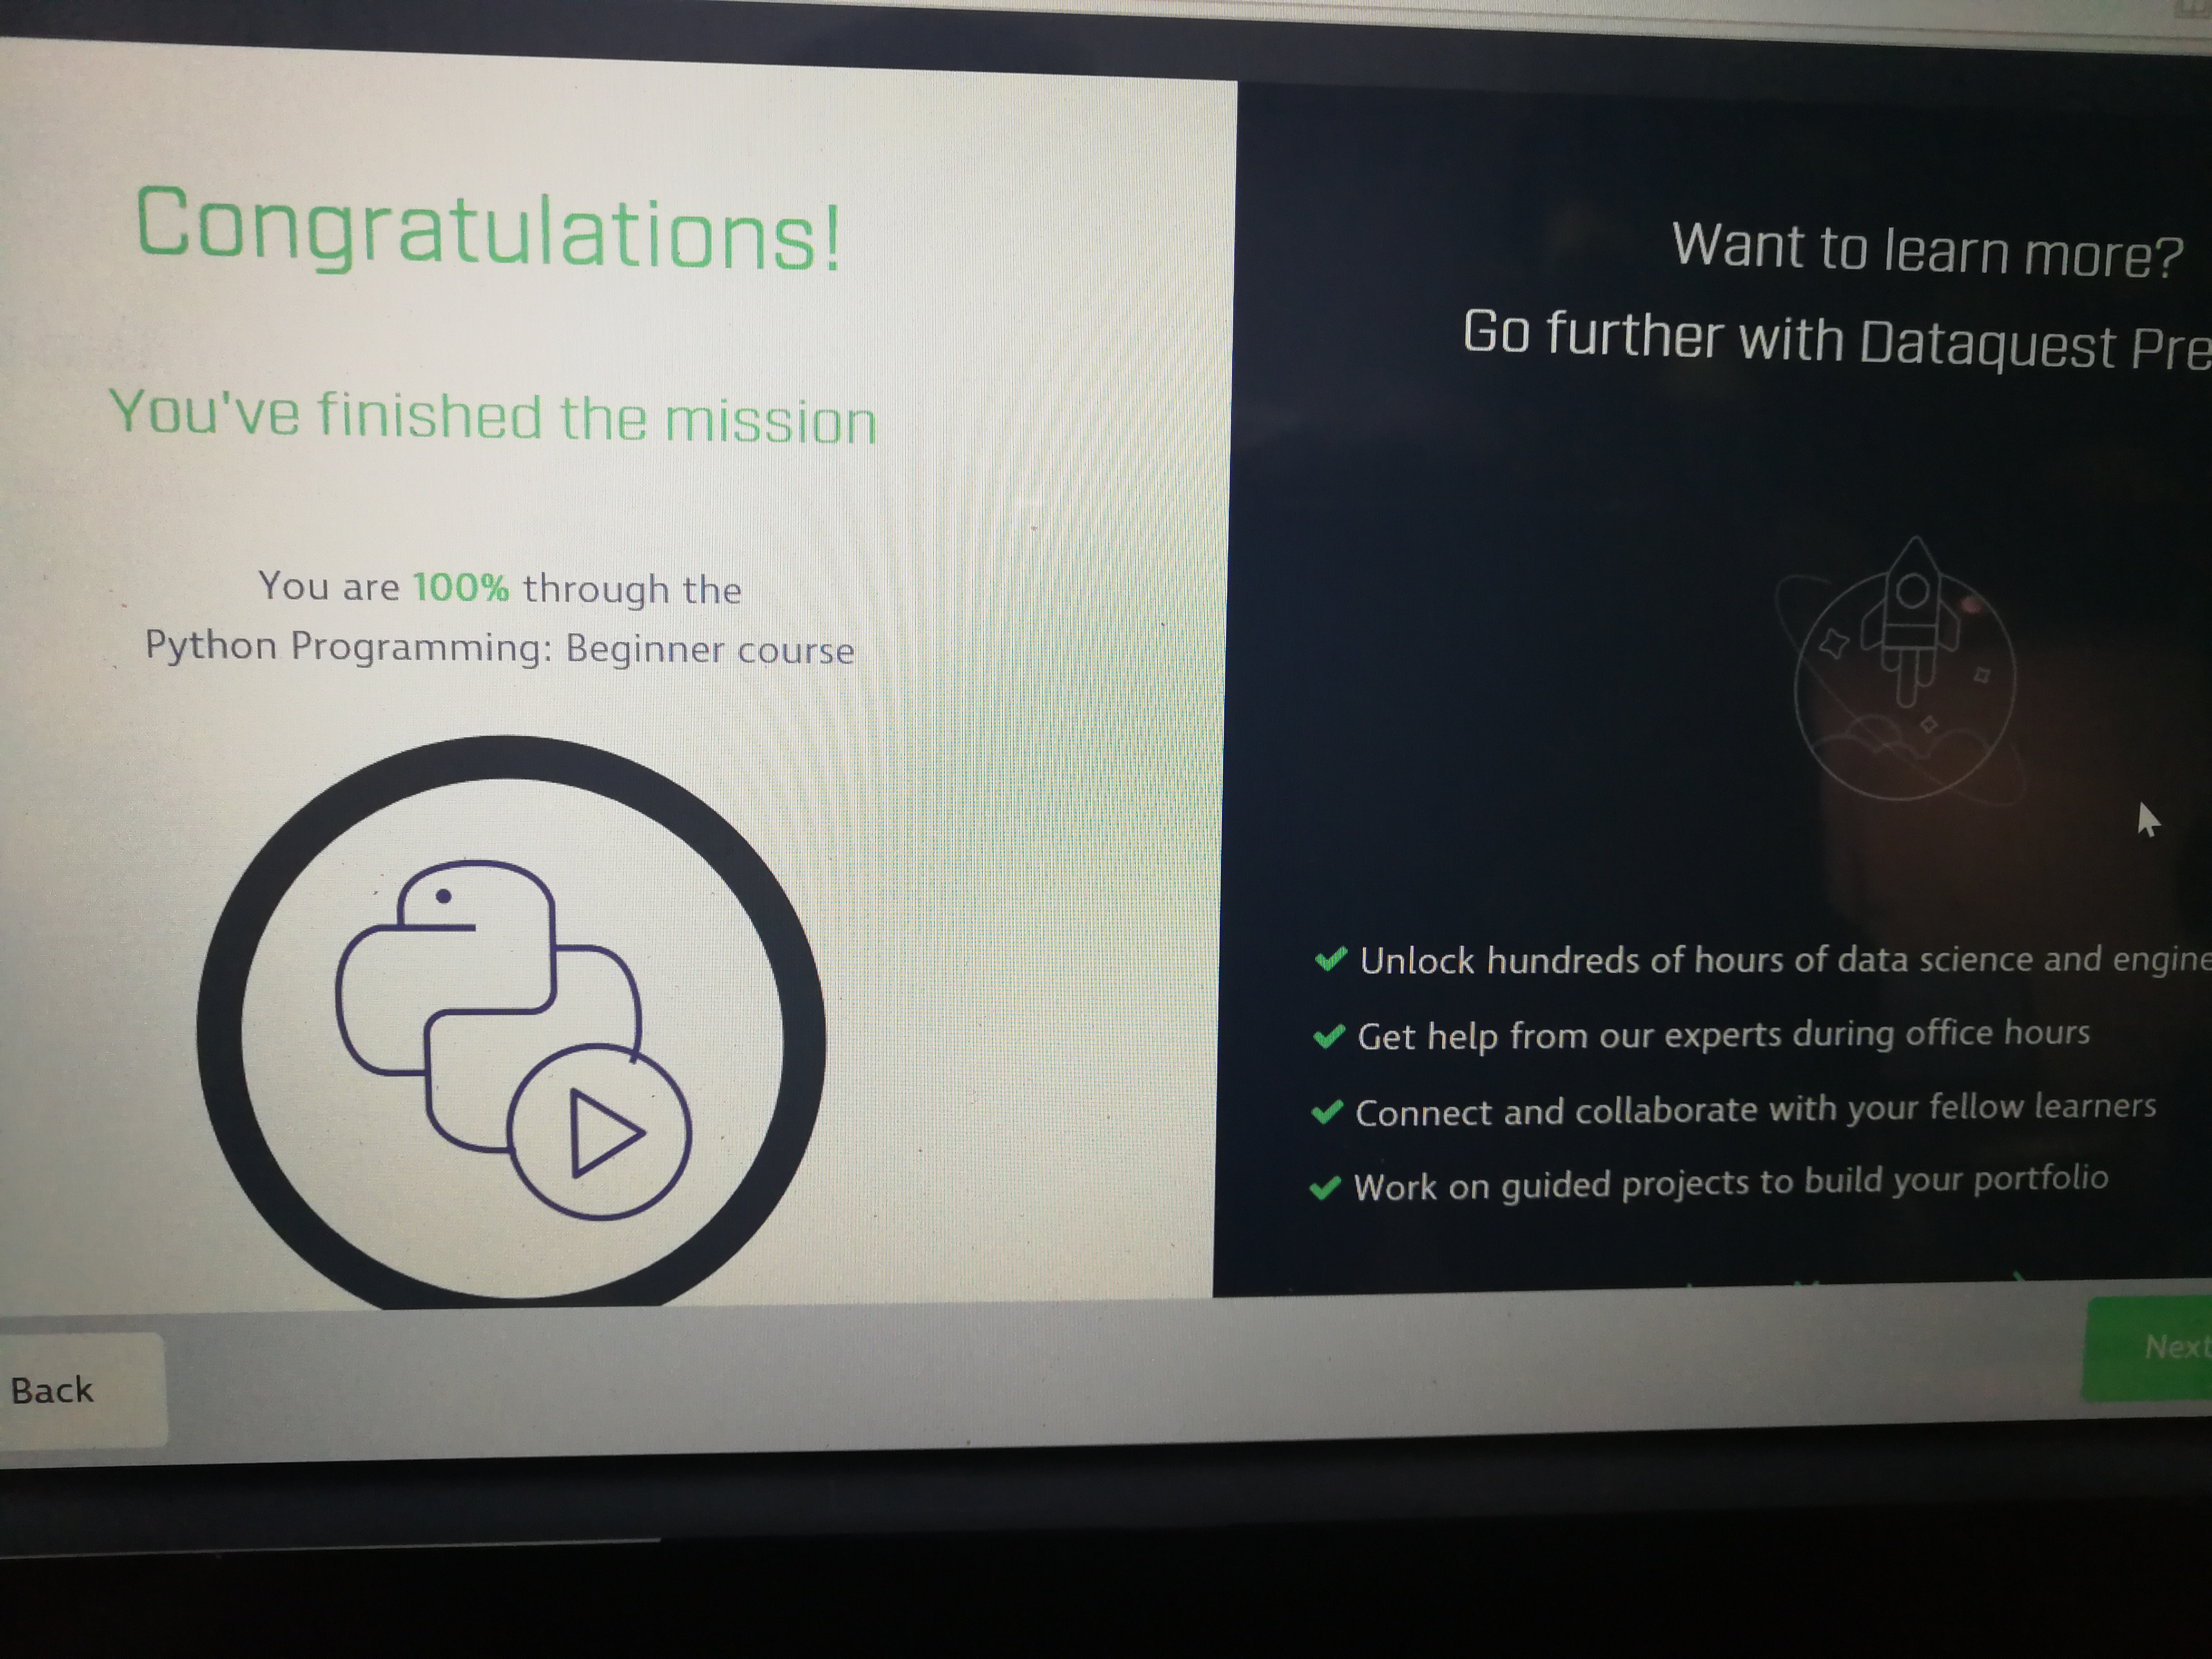 Congratulations!
You've finished the mission
You are 100% through the
Python Programming: Beginner course
Want to learn more?
Go further with Dataquest Pre
Unlock hundreds of hours of data science and engine
Get help from our experts during office hours
Connect and collaborate with your fellow learners
Work on guided projects to build your portfolio
Back
Next